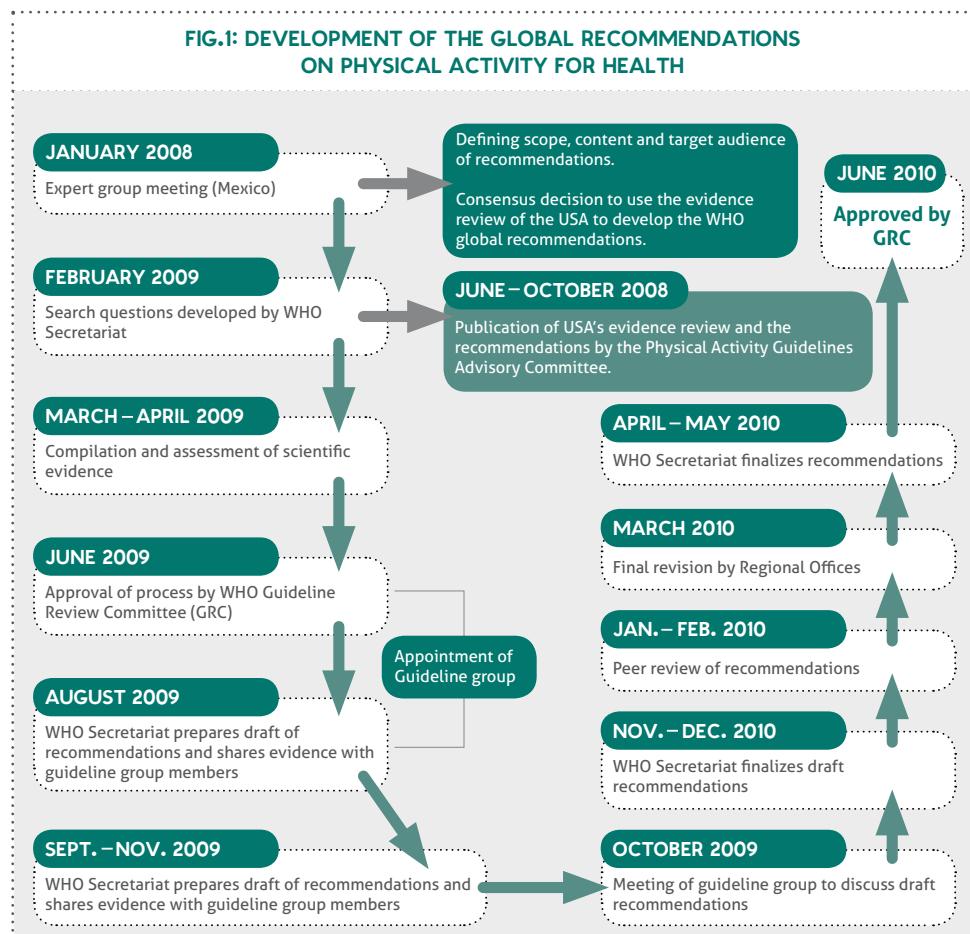 FIG.1: DEVELOPMENT OF THE GLOBAL RECOMMENDATIONS
ON PHYSICAL ACTIVITY FOR HEALTH
JANUARY 2008
Expert group meeting (Mexico)
Defining scope, content and target audience
of recommendations.
Consensus decision to use the evidence
review of the USA to develop the WHO
global recommendations.
FEBRUARY 2009
Search questions developed by WHO
Secretariat
JUNE – OCTOBER 2008
Publication of USA's evidence review and the
recommendations by the Physical Activity Guidelines
Advisory Committee.
MARCH – APRIL 2009
Compilation and assessment of scientific
evidence
JUNE 2009
Approval of process by WHO Guideline
Review Committee (GRC)
Appointment of
Guideline group
AUGUST 2009
WHO Secretariat prepares draft of
recommendations and shares evidence with
guideline group members
SEPT. – NOV. 2009
WHO Secretariat prepares draft of recommendations and
shares evidence with guideline group members
OCTOBER 2009
Meeting of guideline group to discuss draft
recommendations
NOV. – DEC. 2010
WHO Secretariat finalizes draft
recommendations
JAN. – FEB. 2010
Peer review of recommendations
MARCH 2010
Final revision by Regional Offices
APRIL – MAY 2010
WHO Secretariat finalizes recommendations
JUNE 2010
Approved by
GRC